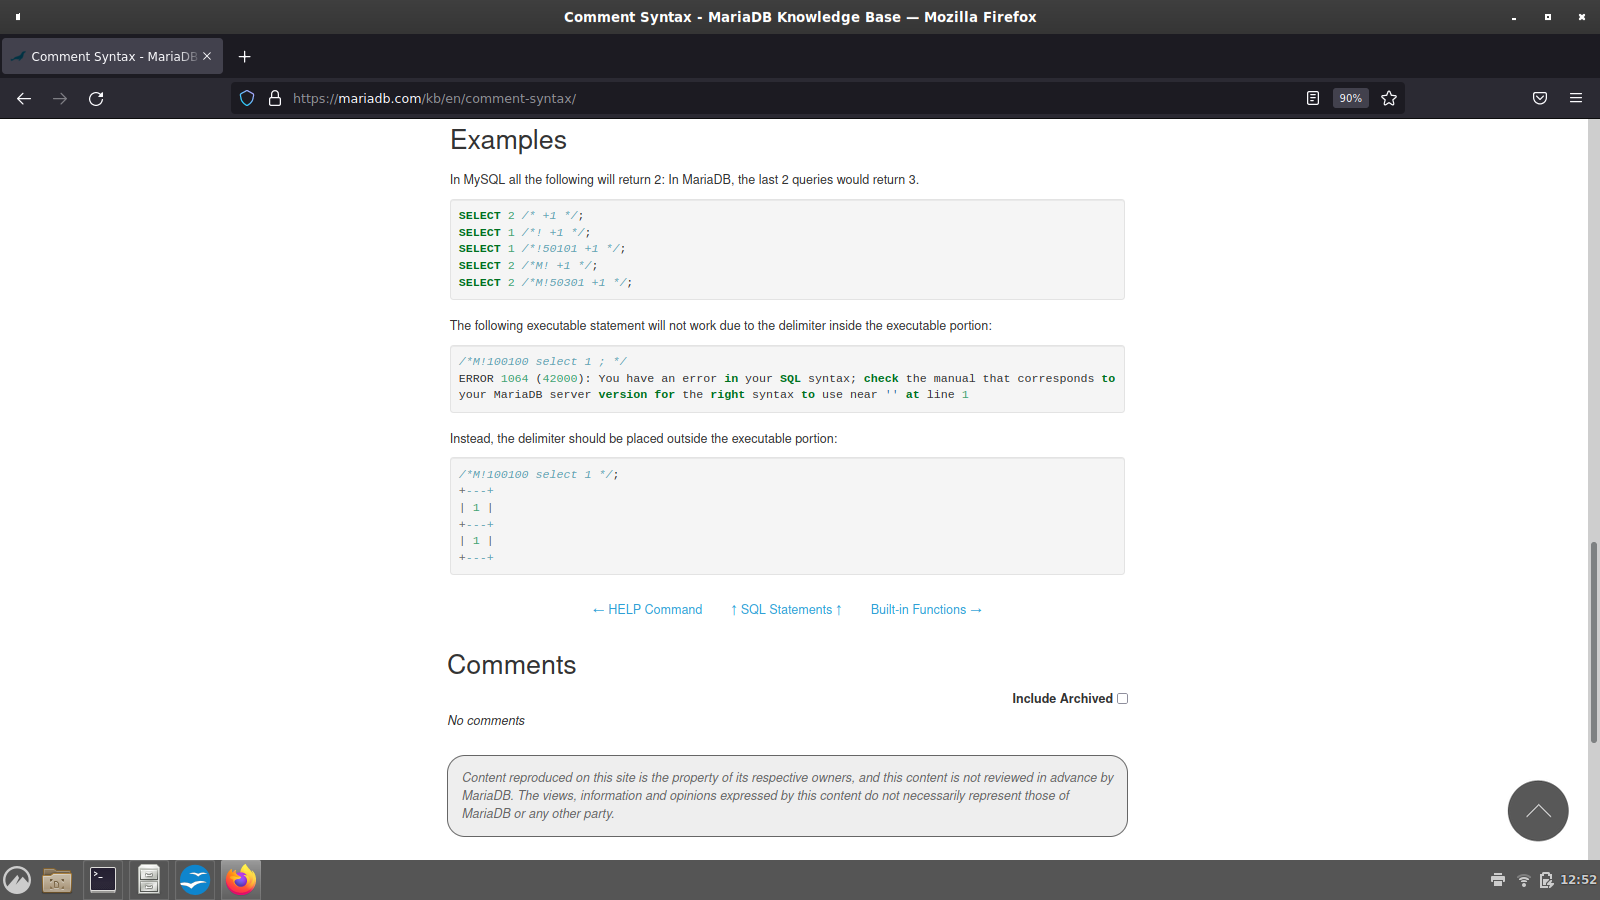 Comment Syntax - MariaDB Knowledge Base — Mozilla Firefox
Comment Syntax - MariaDB
https://mariadb.com/kb/en/comment-syntax/
90%
Examples
In MySQL all the following will return 2: In MariaDB, the last 2 queries would return 3.
SELECT 2 /* +1 */;
SELECT 1 /*! +1 */;
SELECT 1 /*!50101 +1 */;
SELECT 2 /*M! +1 */;
SELECT 2 /*M!50301 +1 */;
The following executable statement will not work due to the delimiter inside the executable portion:
/*M!100100 select 1 ; */
ERROR 1064 (42000): You have an error in your SQL syntax; check the manual that corresponds to
your MariaDB server version for the right syntax to use near '' at line 1
Instead, the delimiter should be placed outside the executable portion:
/*M!100100 select 1 */;
+---+
| 1 |
+---+
| 1 |
+---+
← HELP Command ↑ SQL Statements ↑ Built-in Functions →
Comments
Include Archived
No comments
Content reproduced on this site is the property of its respective owners, and this content is not reviewed in advance by
MariaDB. The views, information and opinions expressed by this content do not necessarily represent those of
MariaDB or any other party.
12:52